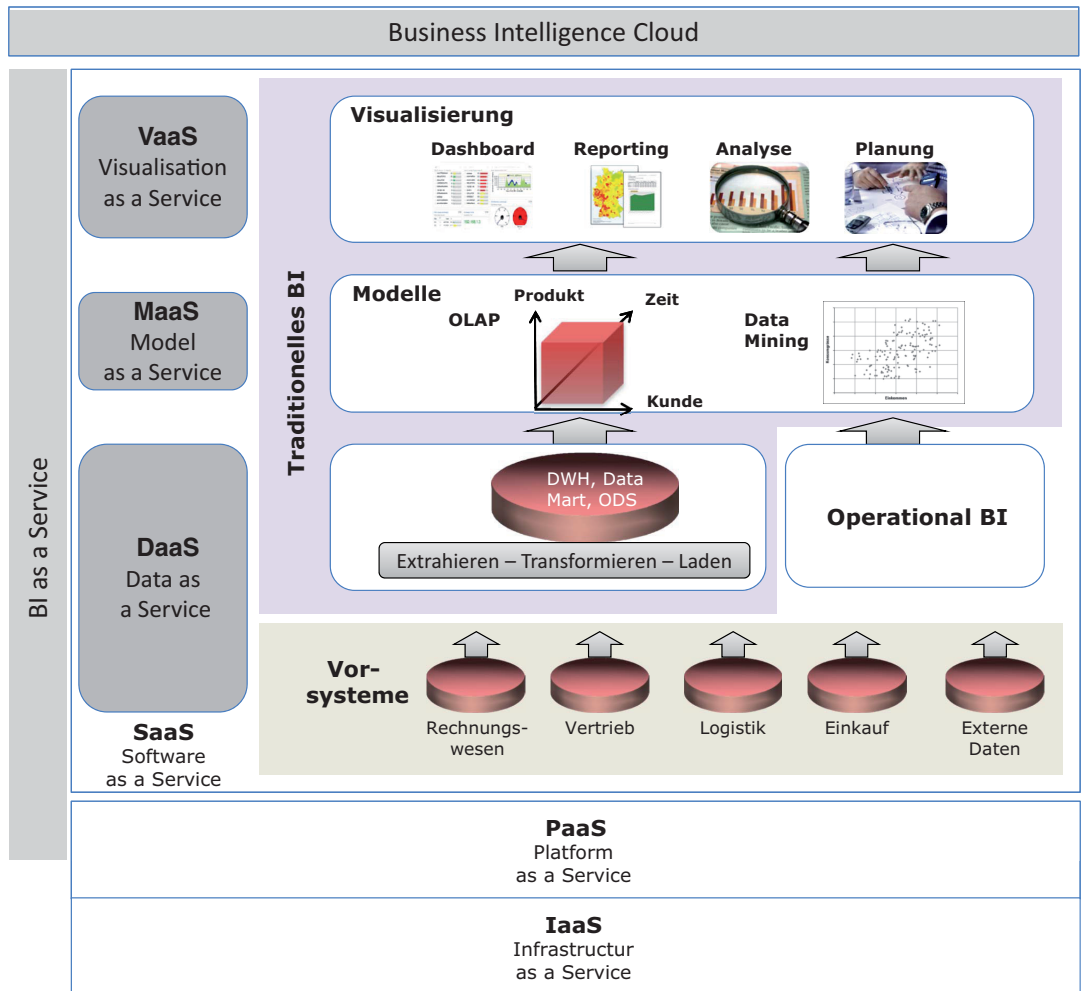 Business Intelligence Cloud
BI as a Service
VaaS
Visualisation
as a Service
MaaS
Model
as a Service
DaaS
Data as
a Service
SaaS
Software
as a Service
Traditionelles BI
Visualisierung
Dashboard
Reporting
Analyse
Planung
Modelle
OLAP
Produkt
Zeit
Kunde
Data
Mining
Einkommen
DWH, Data
Mart, ODS
Extrahieren – Transformieren – Laden
Operational BI
Vor-
systeme
Rechnungs-
wesen
Vertrieb
Logistik
Einkauf
Externe
Daten
PaaS
Platform
as a Service
IaaS
Infrastructur
as a Service